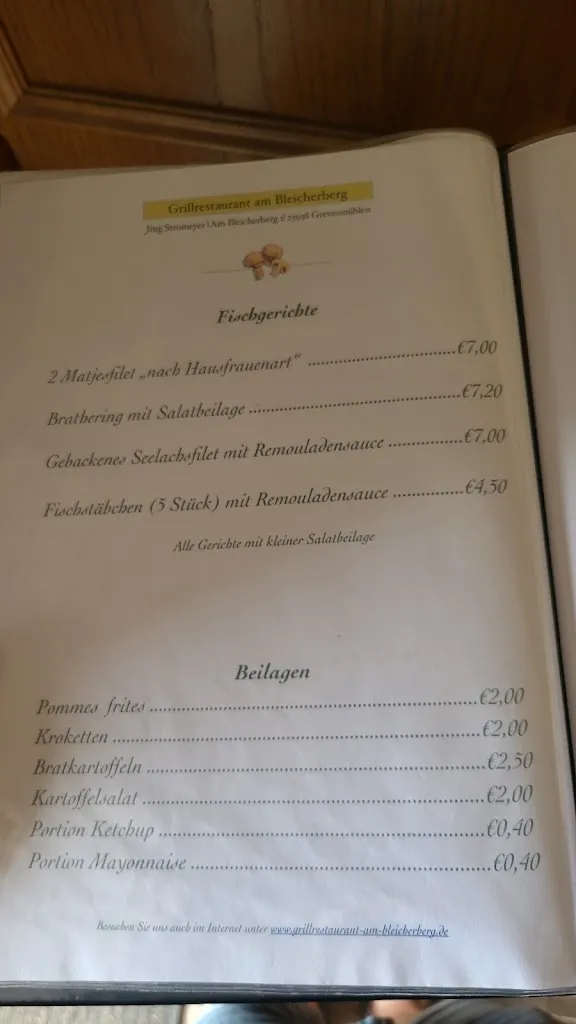 Grillrestaurant am Bleicherberg
Jörg Stromeyer | Am Bleicherberg 8 23936 Grevesmühlen
Fischgerichte
2 Matjesfilet „nach Hausfrauenart“ ..............................€7,00
Brathering mit Salatbeilage ..............................€7,20
Gebackenes Seelachsfilet mit Remouladensauce ...............€7,00
Fischstäbchen (5 Stück) mit Remouladensauce ..............€4,50
Alle Gerichte mit kleiner Salatbeilage
Beilagen
Pommes frites ..............................€2,00
Kroketten ..............................€2,00
Bratkartoffeln ..............................€2,50
Kartoffelsalat ..............................€2,00
Portion Ketchup ..............................€0,40
Portion Mayonnaise ..............................€0,40
Besuchen Sie uns auch im Internet unter www.grillrestaurant-am-bleicherberg.de